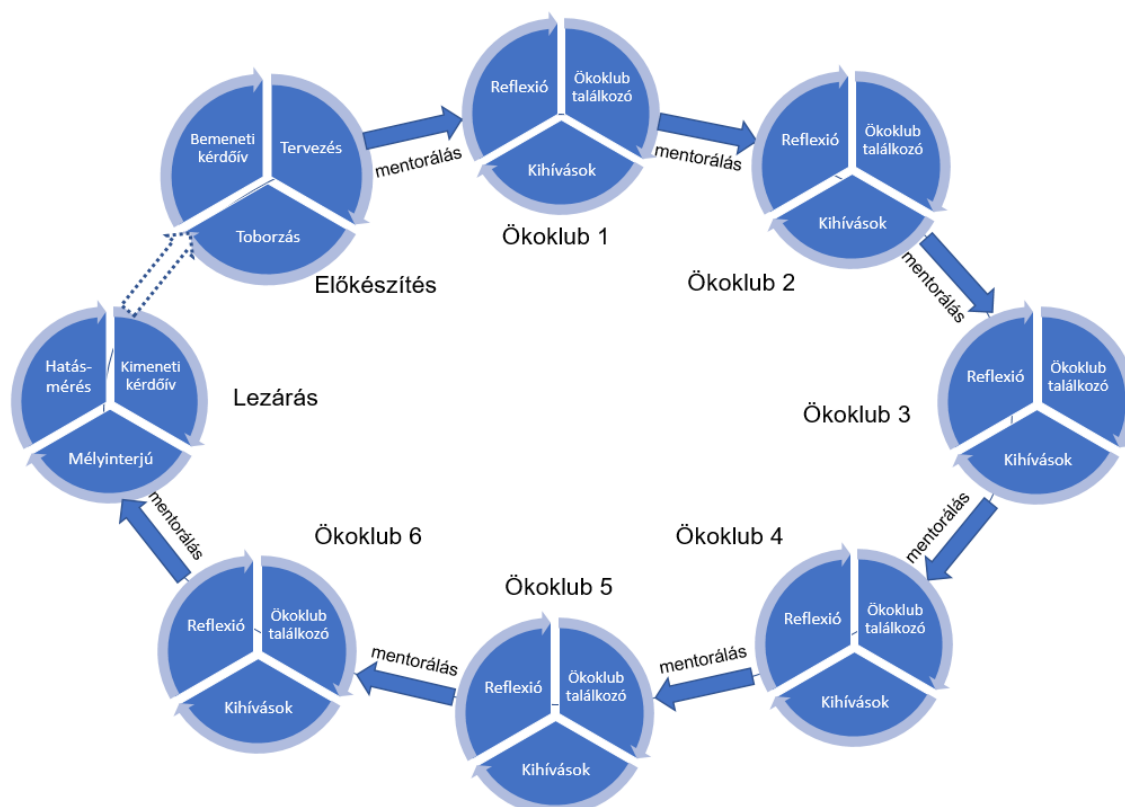 Bemeneti
kérdőív
Tervezés
Toborzás
Előkészítés
mentorálás
Reflexió
Ökoklub
találkozó
Kihívások
Ökoklub 1
mentorálás
Reflexió
Ökoklub
találkozó
Kihívások
Ökoklub 2
mentorálás
Reflexió
Ökoklub
találkozó
Kihívások
Ökoklub 3
mentorálás
Reflexió
Ökoklub
találkozó
Kihívások
Ökoklub 4
mentorálás
Reflexió
Ökoklub
találkozó
Kihívások
Ökoklub 5
mentorálás
Reflexió
Ökoklub
találkozó
Kihívások
Ökoklub 6
mentorálás
Hatás-
mérés
Kimeneti
kérdőív
Mélyinterjú
Lezárás